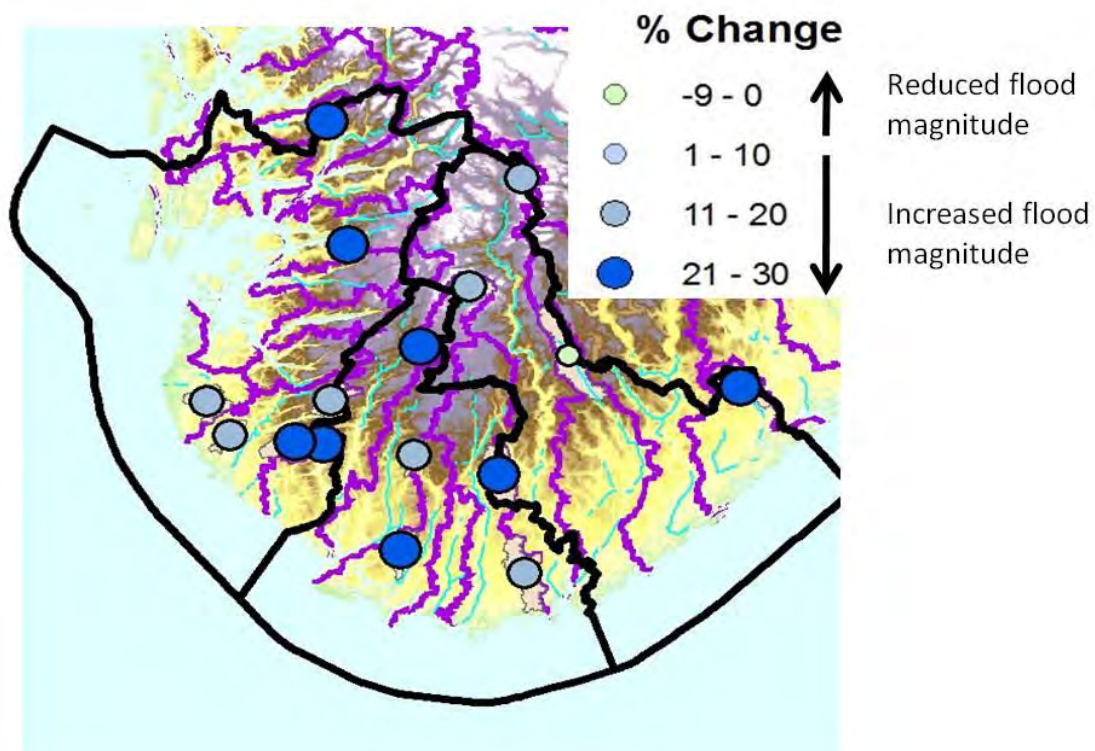 % Change
-9 - 0
1 - 10
11 - 20
21 - 30
Reduced flood
magnitude
Increased flood
magnitude